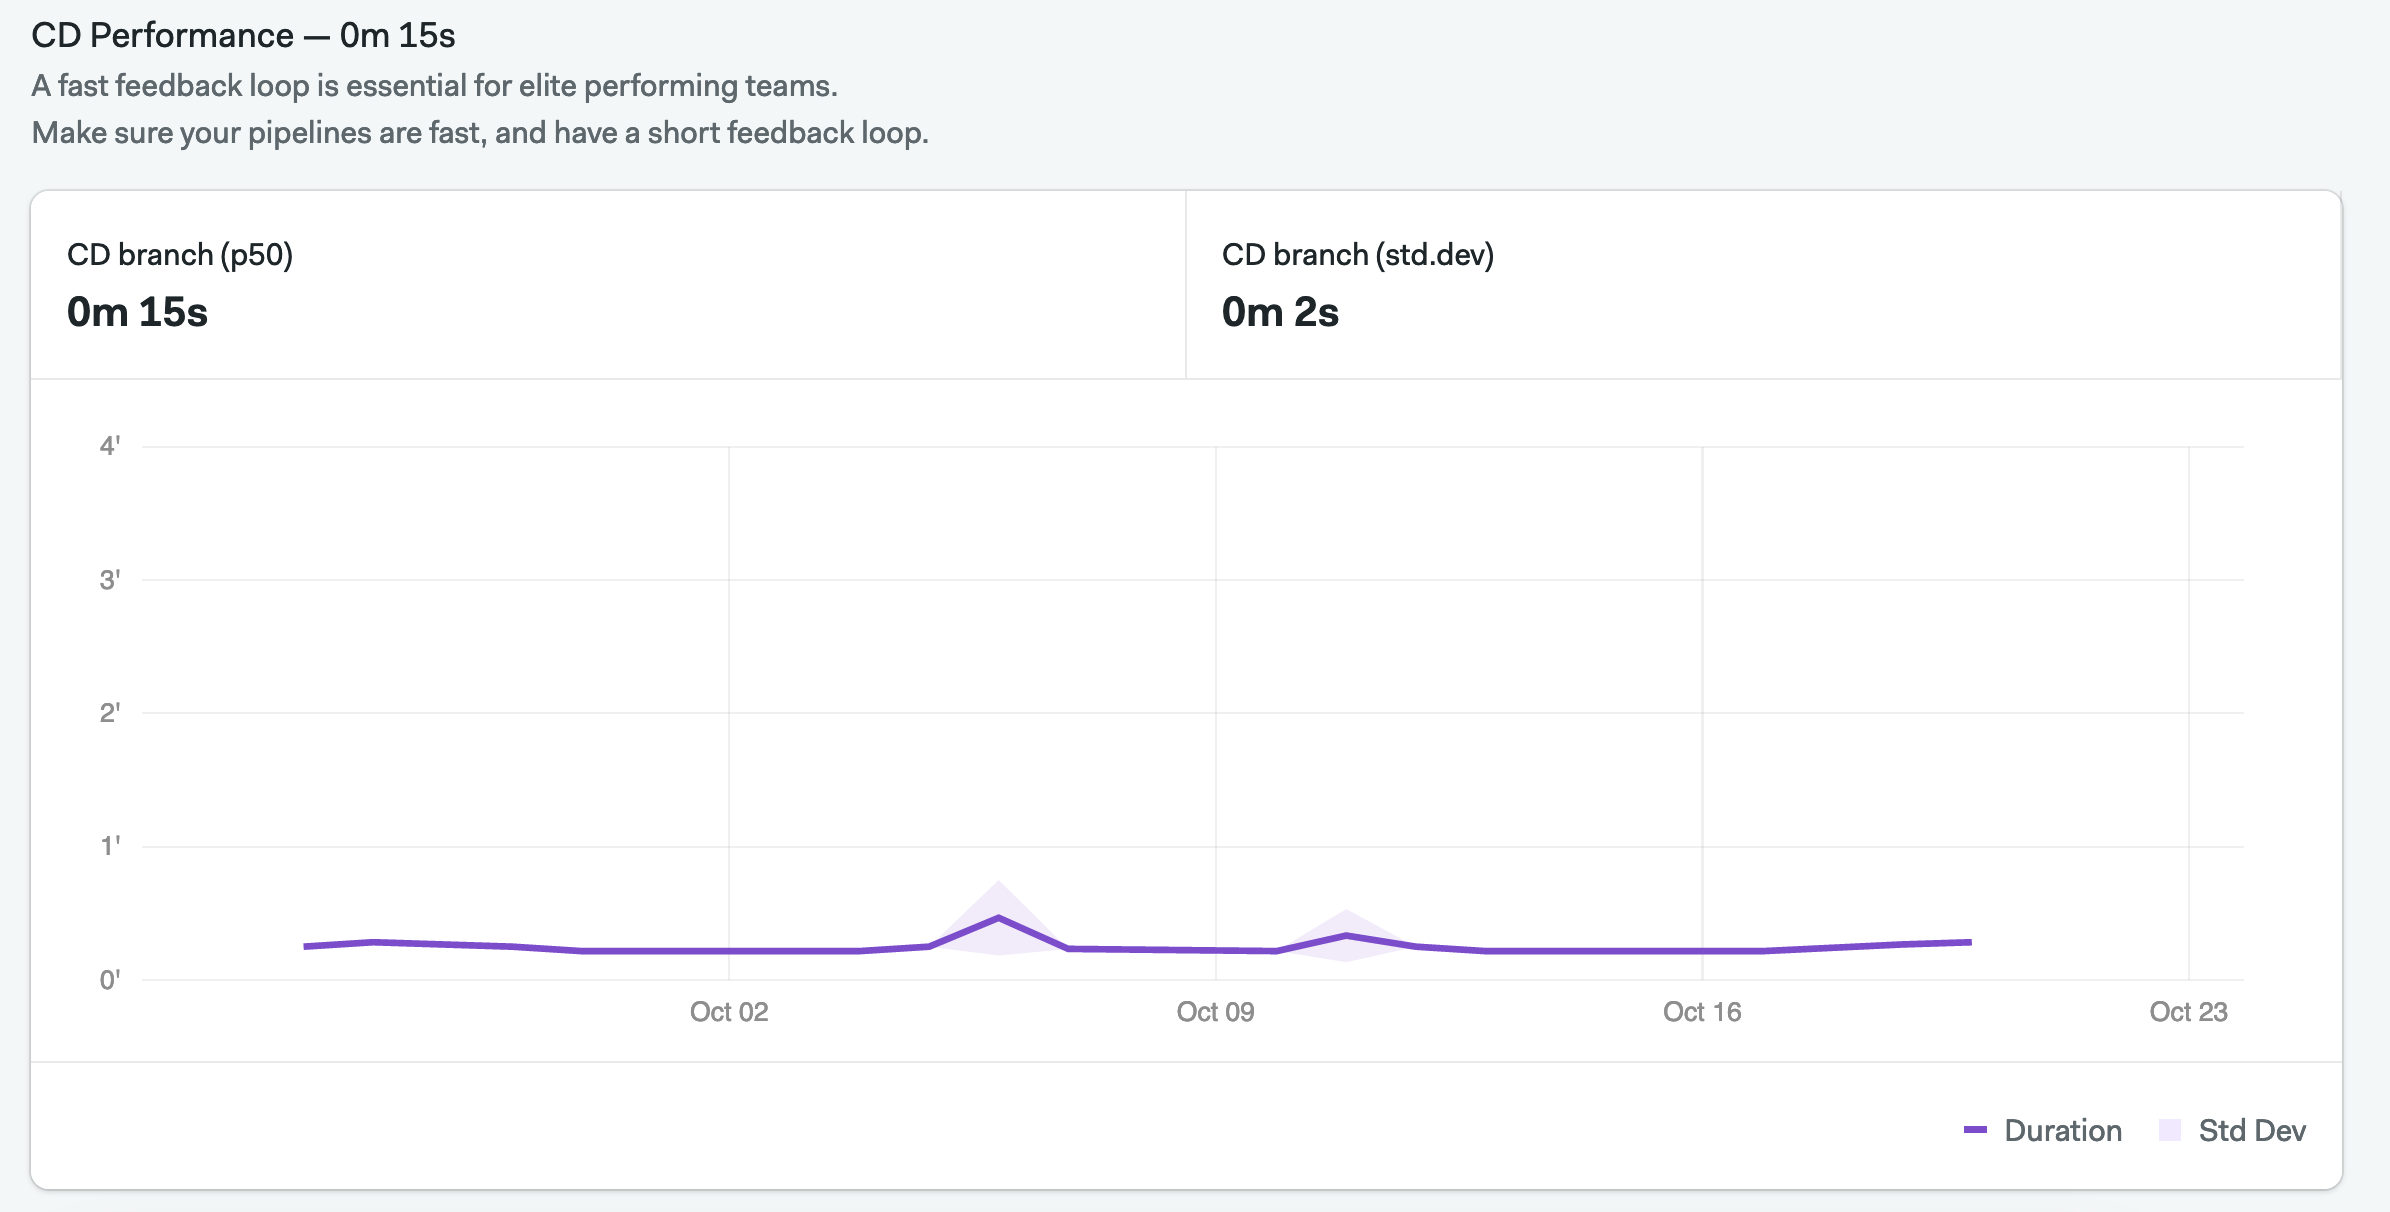 CD Performance — 0m 15s
A fast feedback loop is essential for elite performing teams.
Make sure your pipelines are fast, and have a short feedback loop.
CD branch (p50)
0m 15s
CD branch (std.dev)
0m 2s
4'
3'
2'
1'
0'
Oct 02
Oct 09
Oct 16
Oct 23
Duration
Std Dev